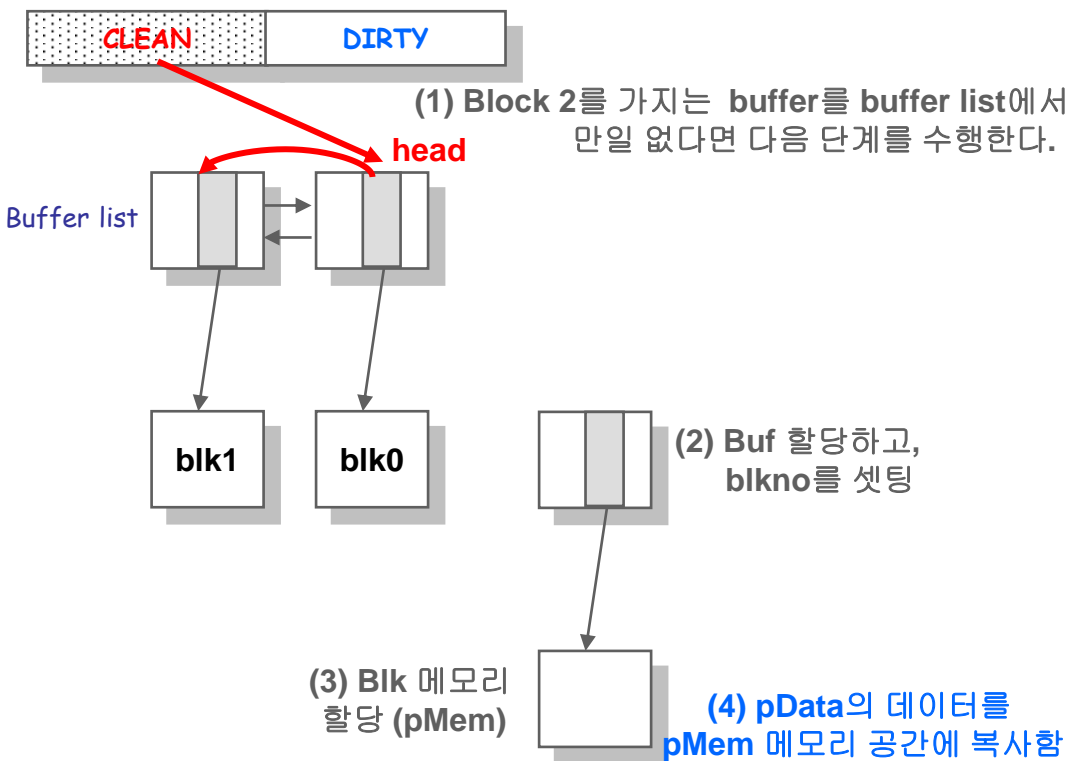 CLEAN DIRTY
(1) Block 2를 가지는 buffer를 buffer list에서
만일 없다면 다음 단계를 수행한다.
head
Buffer list
blk1 blk0
(2) Buf 할당하고,
blkno를 셋팅
(3) Blk 메모리
할당 (pMem)
(4) pData의 데이터를
pMem 메모리 공간에 복사함